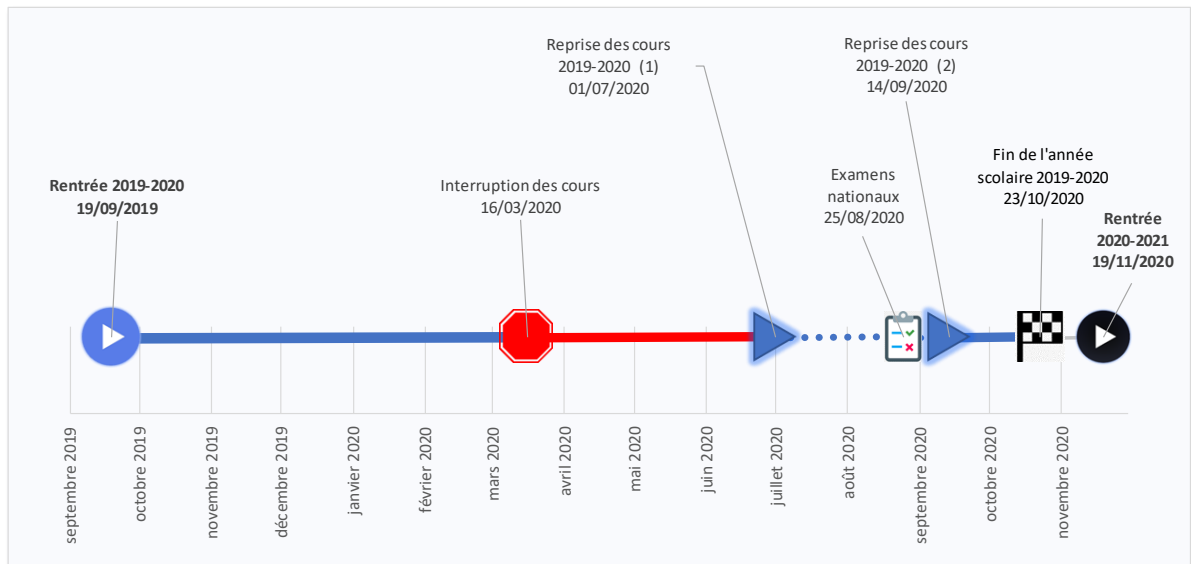 Reprise des cours
2019-2020 (1)
01/07/2020
Reprise des cours
2019-2020 (2)
14/09/2020
Rentrée 2019-2020
19/09/2019
Interruption des cours
16/03/2020
Examens
nationaux
25/08/2020
Fin de l'année
scolaire 2019-2020
23/10/2020
Rentrée
2020-2021
19/11/2020
septembre 2019
octobre 2019
novembre 2019
décembre 2019
janvier 2020
février 2020
mars 2020
avril 2020
mai 2020
juin 2020
juillet 2020
août 2020
septembre 2020
octobre 2020
novembre 2020